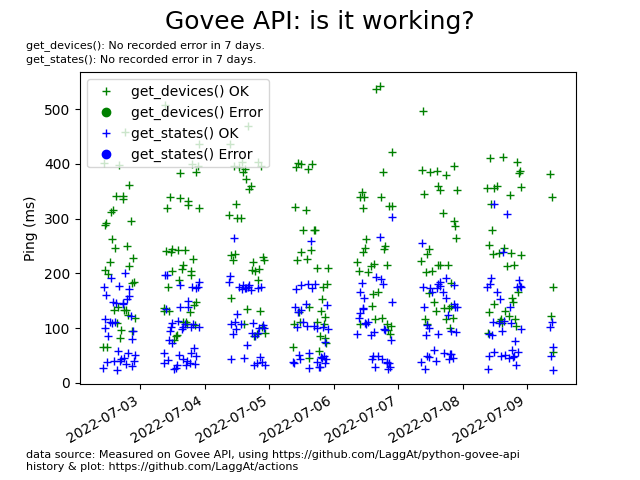 Govee API: is it working?
get_devices(): No recorded error in 7 days.
get_states(): No recorded error in 7 days.
get_devices() OK
get_devices() Error
get_states() OK
get_states() Error
Ping (ms)
500
400
300
200
100
0
2022-07-03
2022-07-04
2022-07-05
2022-07-06
2022-07-07
2022-07-08
2022-07-09
data source: Measured on Govee API, using https://github.com/LaggAt/python-govee-api
history & plot: https://github.com/LaggAt/actions